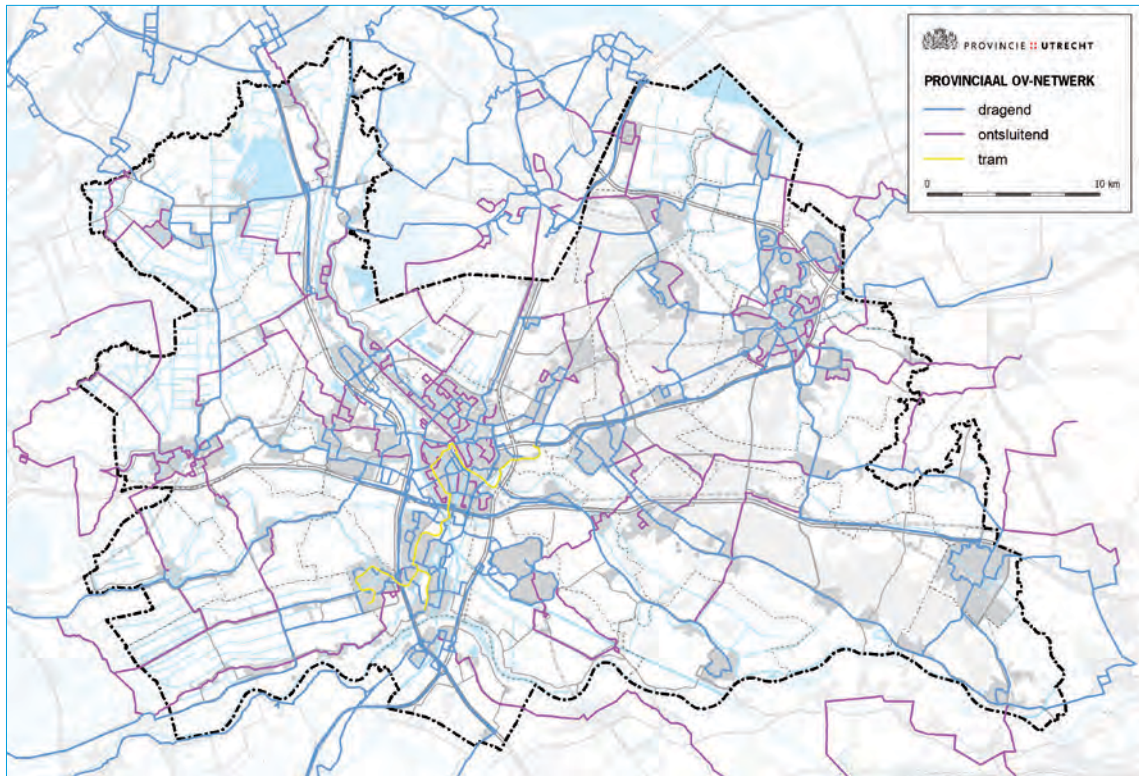 PROVINCIE :: UTRECHT
PROVINCIAAL OV-NETWERK
dragend
ontsluitend
tram
0 10 km